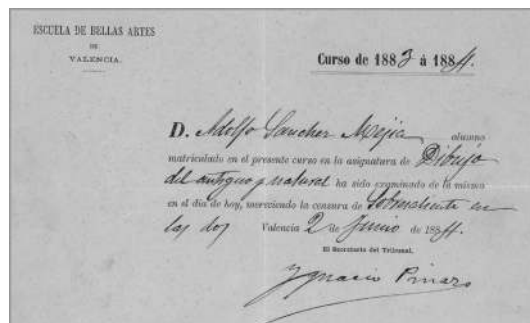 ESCUELA DE BELLAS ARTES
DE
VALENCIA.
Curso de 1883 á 1884.
D. Adolfo Sancher Mejia alumno
matriculado en el presente curso en la asignatura de Dibujo
del antiguo y natural ha sido examinado de la misma
en el dia de hoy, mereciendo la censura de Sobresaliente en
las dos Valencia 2 de Junio de 1884.
El Secretario del Tribunal,
Ygnacio Pinazo